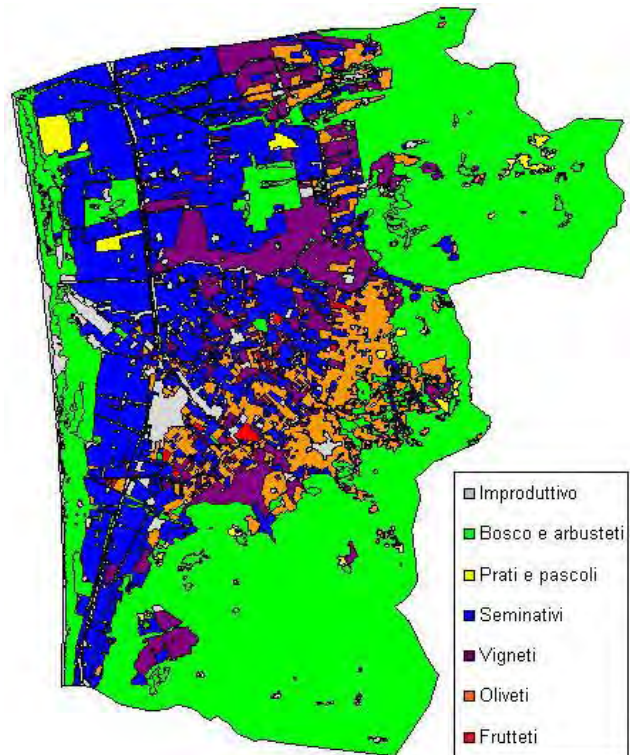 Improduttivo
Bosco e arbusteti
Prati e pascoli
Seminativi
Vigneti
Oliveti
Frutteti